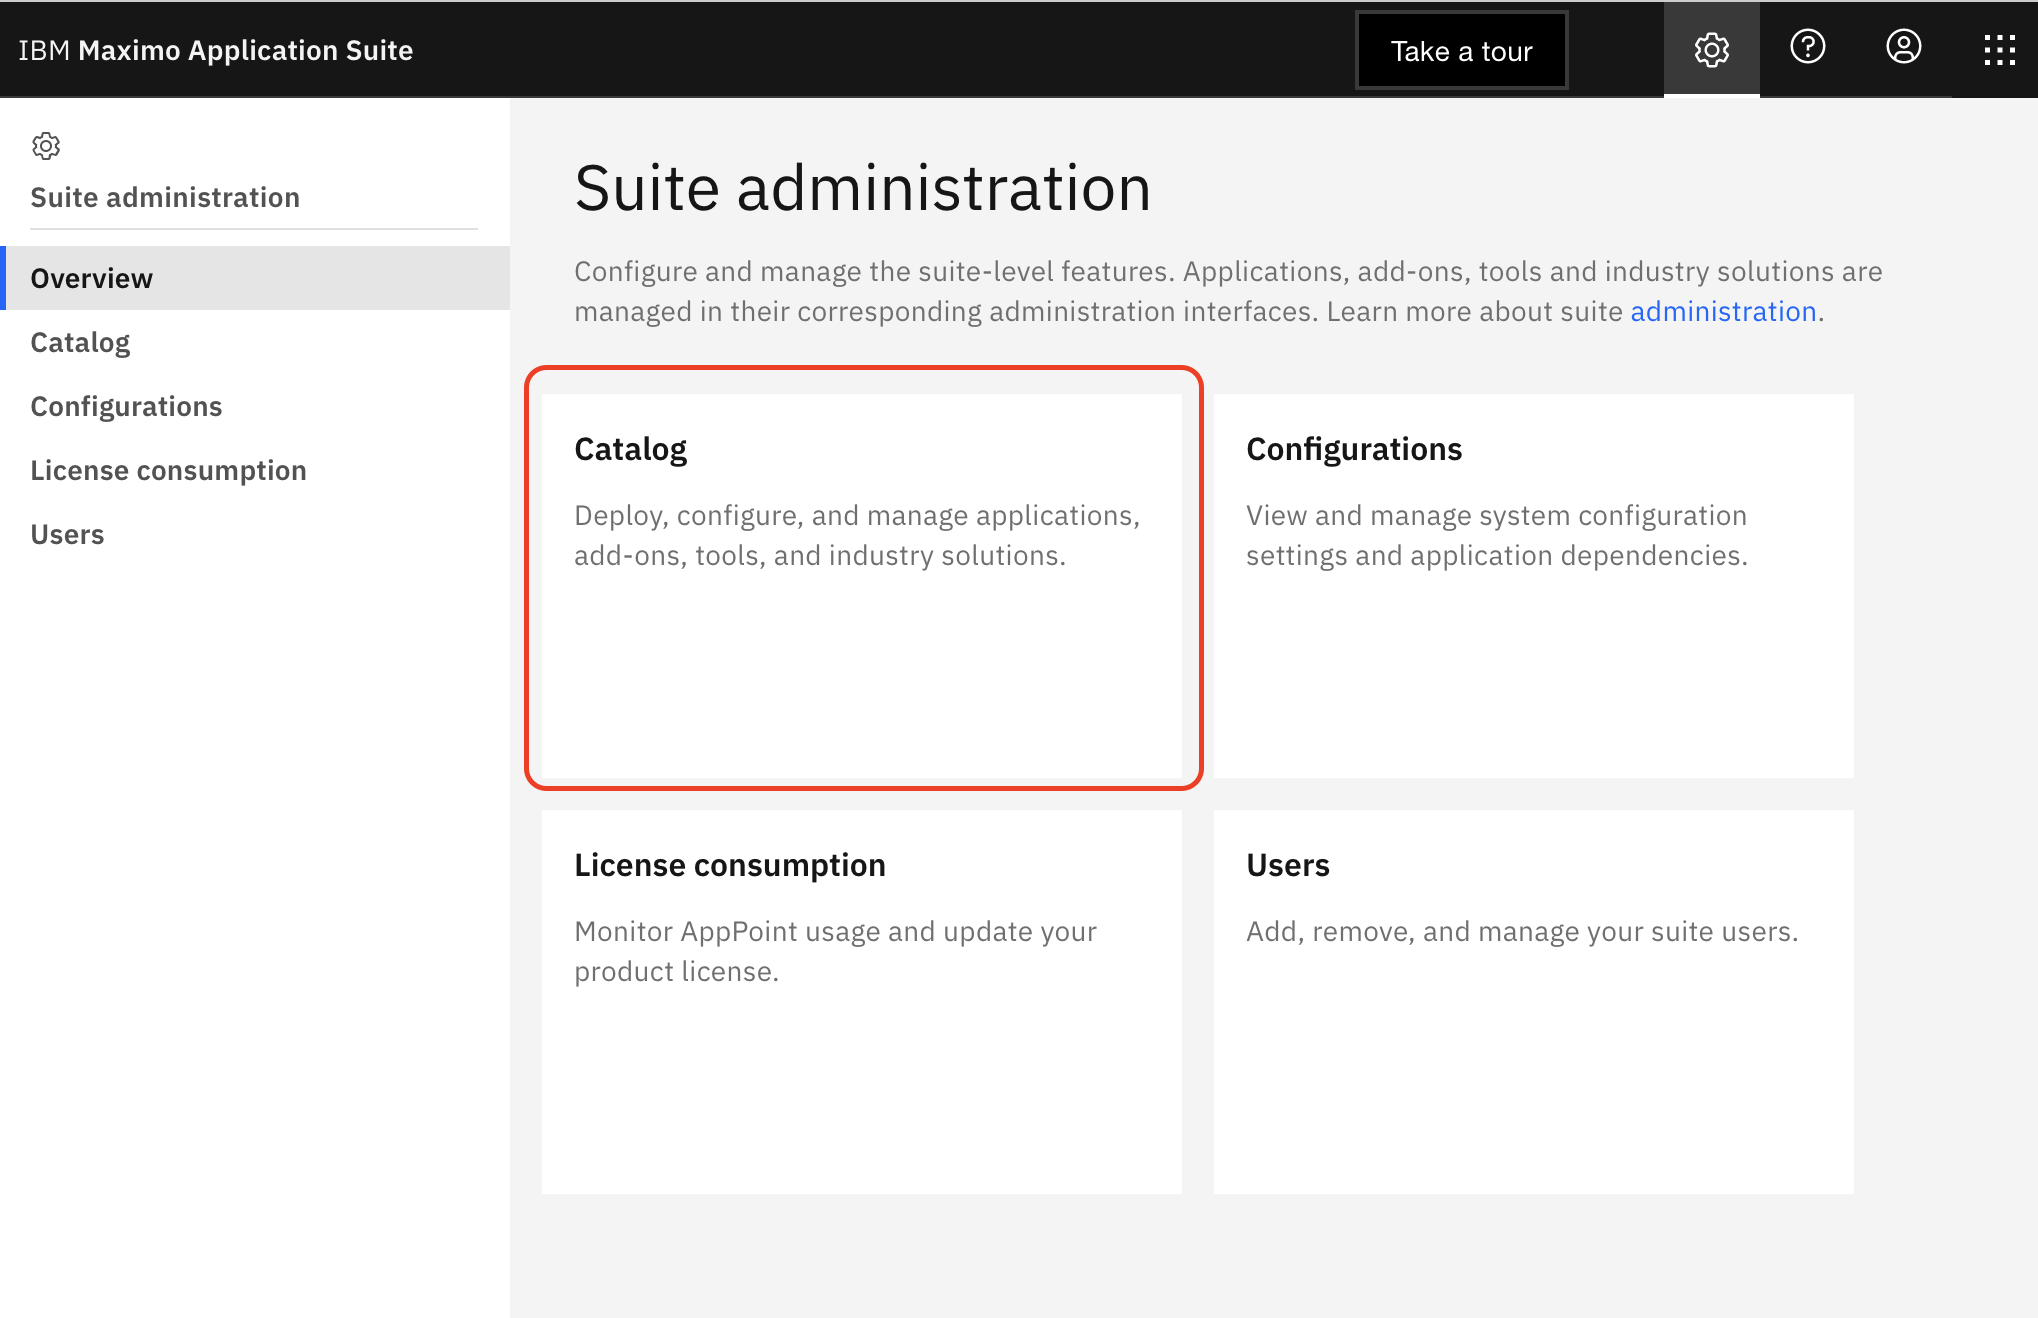 IBM Maximo Application Suite
Take a tour
Suite administration
Overview
Catalog
Configurations
License consumption
Users
Suite administration
Configure and manage the suite-level features. Applications, add-ons, tools and industry solutions are
managed in their corresponding administration interfaces. Learn more about suite administration.
Catalog
Deploy, configure, and manage applications,
add-ons, tools, and industry solutions.
Configurations
View and manage system configuration
settings and application dependencies.
License consumption
Monitor AppPoint usage and update your
product license.
Users
Add, remove, and manage your suite users.